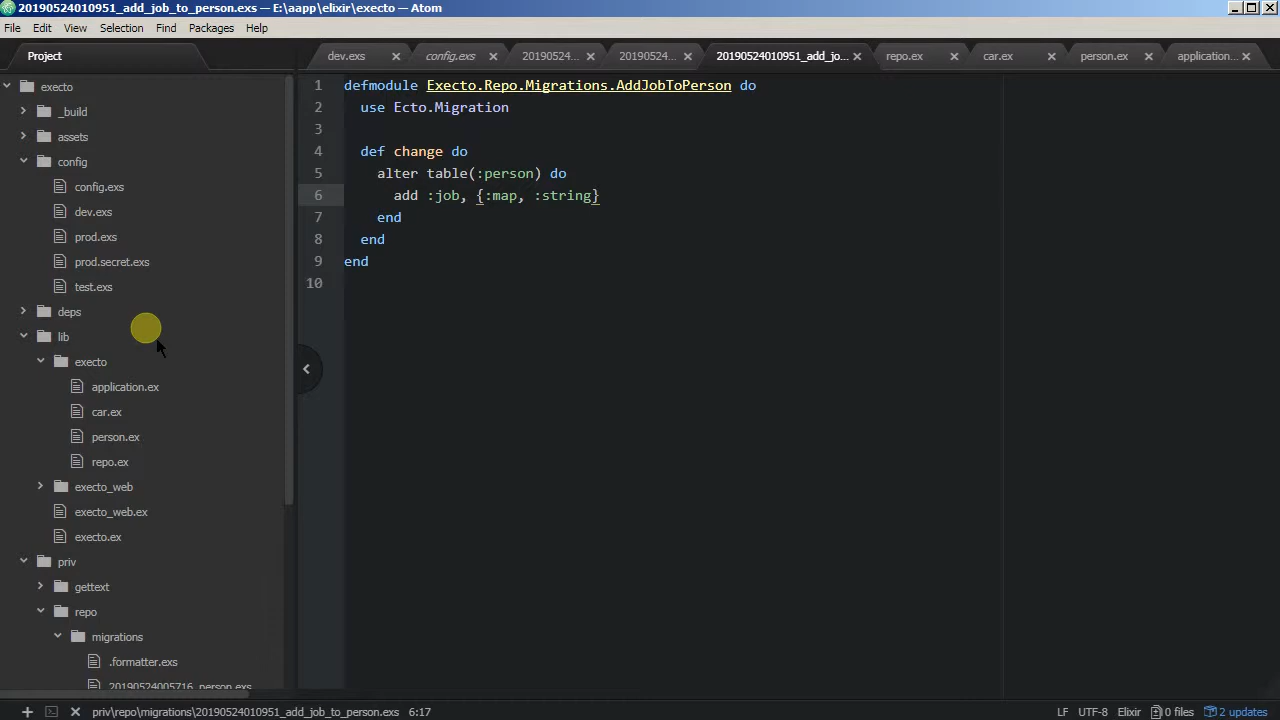 20190524010951_add_job_to_person.exs — E:\aapp\elixir\execto — Atom
File Edit View Selection Find Packages Help
Project
dev.exs config.exs 20190524... 20190524... 20190524010951_add_jo... repo.ex car.ex person.ex application...
execto
_build
assets
config
config.exs
dev.exs
prod.exs
prod.secret.exs
test.exs
deps
lib
execto
application.ex
car.ex
person.ex
repo.ex
execto_web
execto_web.ex
execto.ex
priv
gettext
repo
migrations
.formatter.exs
20190524005716_person.exs
1 defmodule Execto.Repo.Migrations.AddJobToPerson do
2 use Ecto.Migration
3
4 def change do
5 alter table(:person) do
6 add :job, {:map, :string}
7 end
8 end
9 end
10
priv\repo\migrations\20190524010951_add_job_to_person.exs 6:17 LF UTF-8 Elixir 0 files 2 updates